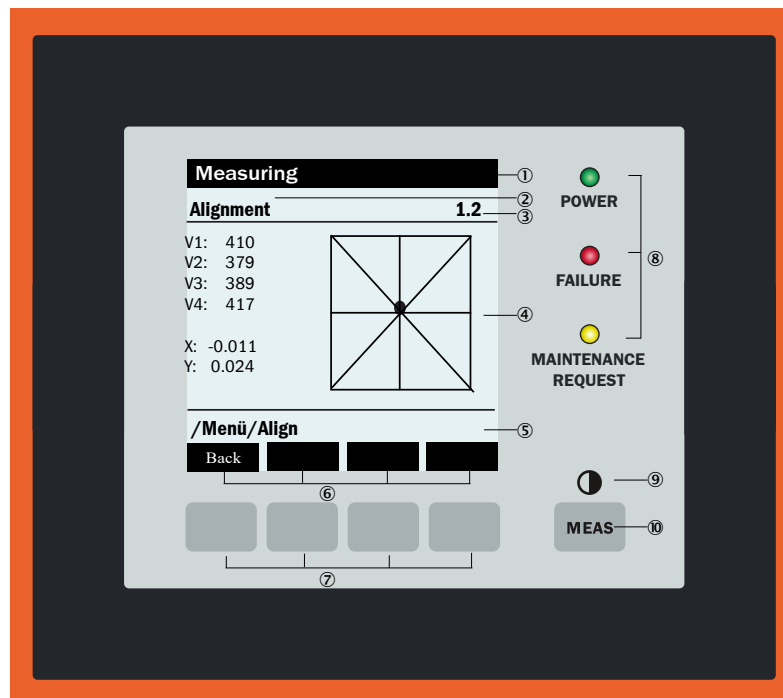 Measuring
①
②
Alignment 1.2
③
V1: 410
V2: 379
V3: 389
V4: 417
④
X: -0.011
Y: 0.024
/Menü/Align
⑤
Back
⑥
⑦
POWER
FAILURE
⑧
MAINTENANCE
REQUEST
⑨
MEAS
⑩